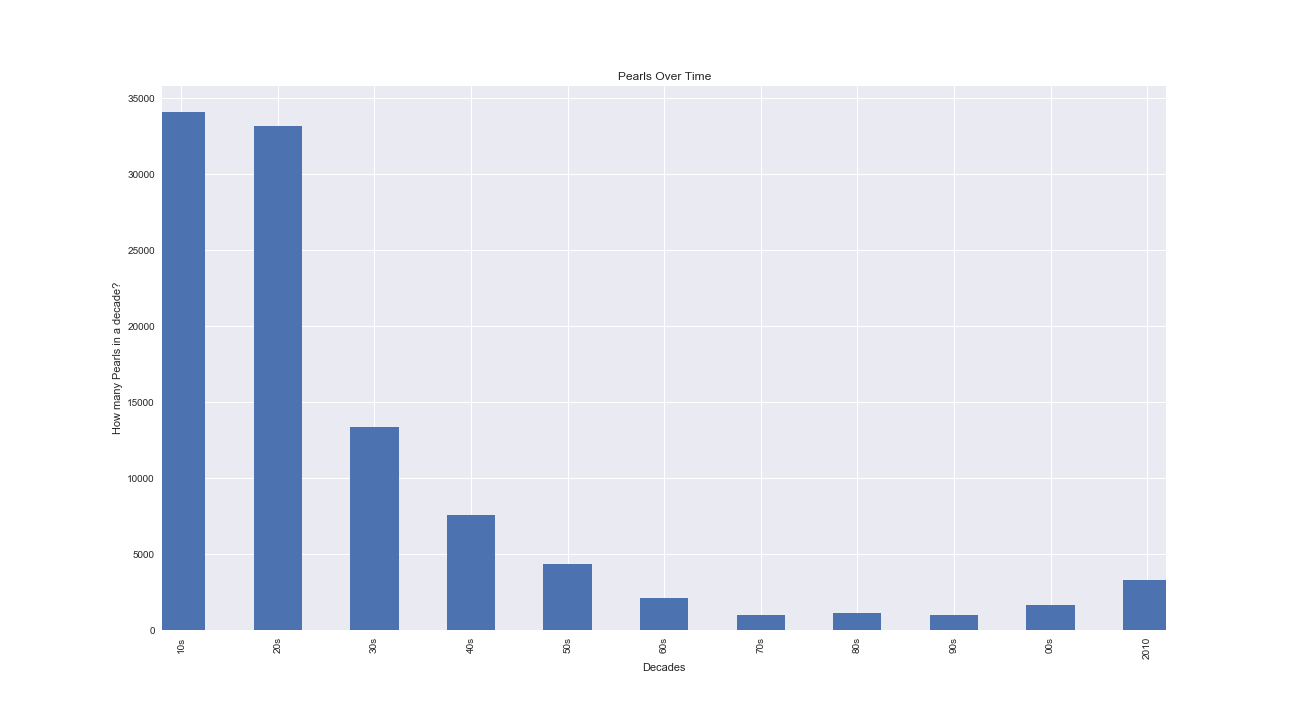 Pearls Over Time
35000
30000
25000
20000
15000
10000
5000
0
How many Pearls in a decade?
10s
20s
30s
40s
50s
60s
70s
80s
90s
00s
2010
Decades